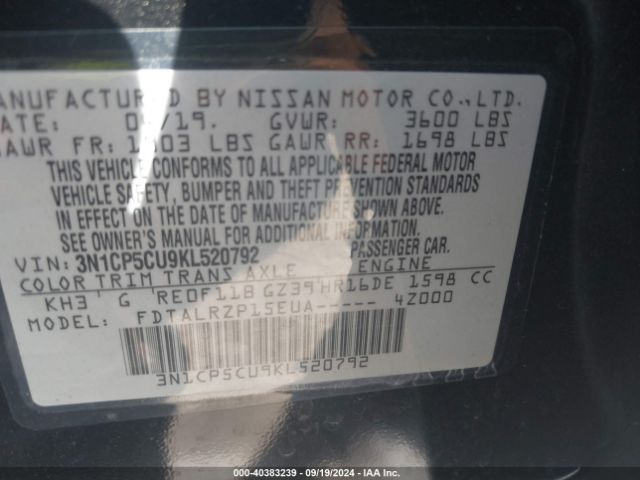 MANUFACTURED BY NISSAN MOTOR CO.,LTD.
DATE: /19. GVWR: 3600 LBS
GAWR FR: LBS GAWR RR: 1698 LBS
THIS VEHICLE CONFORMS TO ALL APPLICABLE FEDERAL MOTOR
VEHICLE SAFETY, BUMPER AND THEFT PREVENTION STANDARDS
IN EFFECT ON THE DATE OF MANUFACTURE SHOWN ABOVE.
SEE OWNER'S MANUAL FOR ADDITIONAL INFORMATION.
VIN: 3N1CP5CU9KL520792 PASSENGER CAR.
COLOR TRIM TRANS AXLE ENGINE
KH3 G RE0F11B GZ39 HR16DE 1598 CC
MODEL: FDTALRZP15EUA----- 4Z000
3N1CP5CU9KL520792
000-40383239 - 09/19/2024 - IAA Inc.